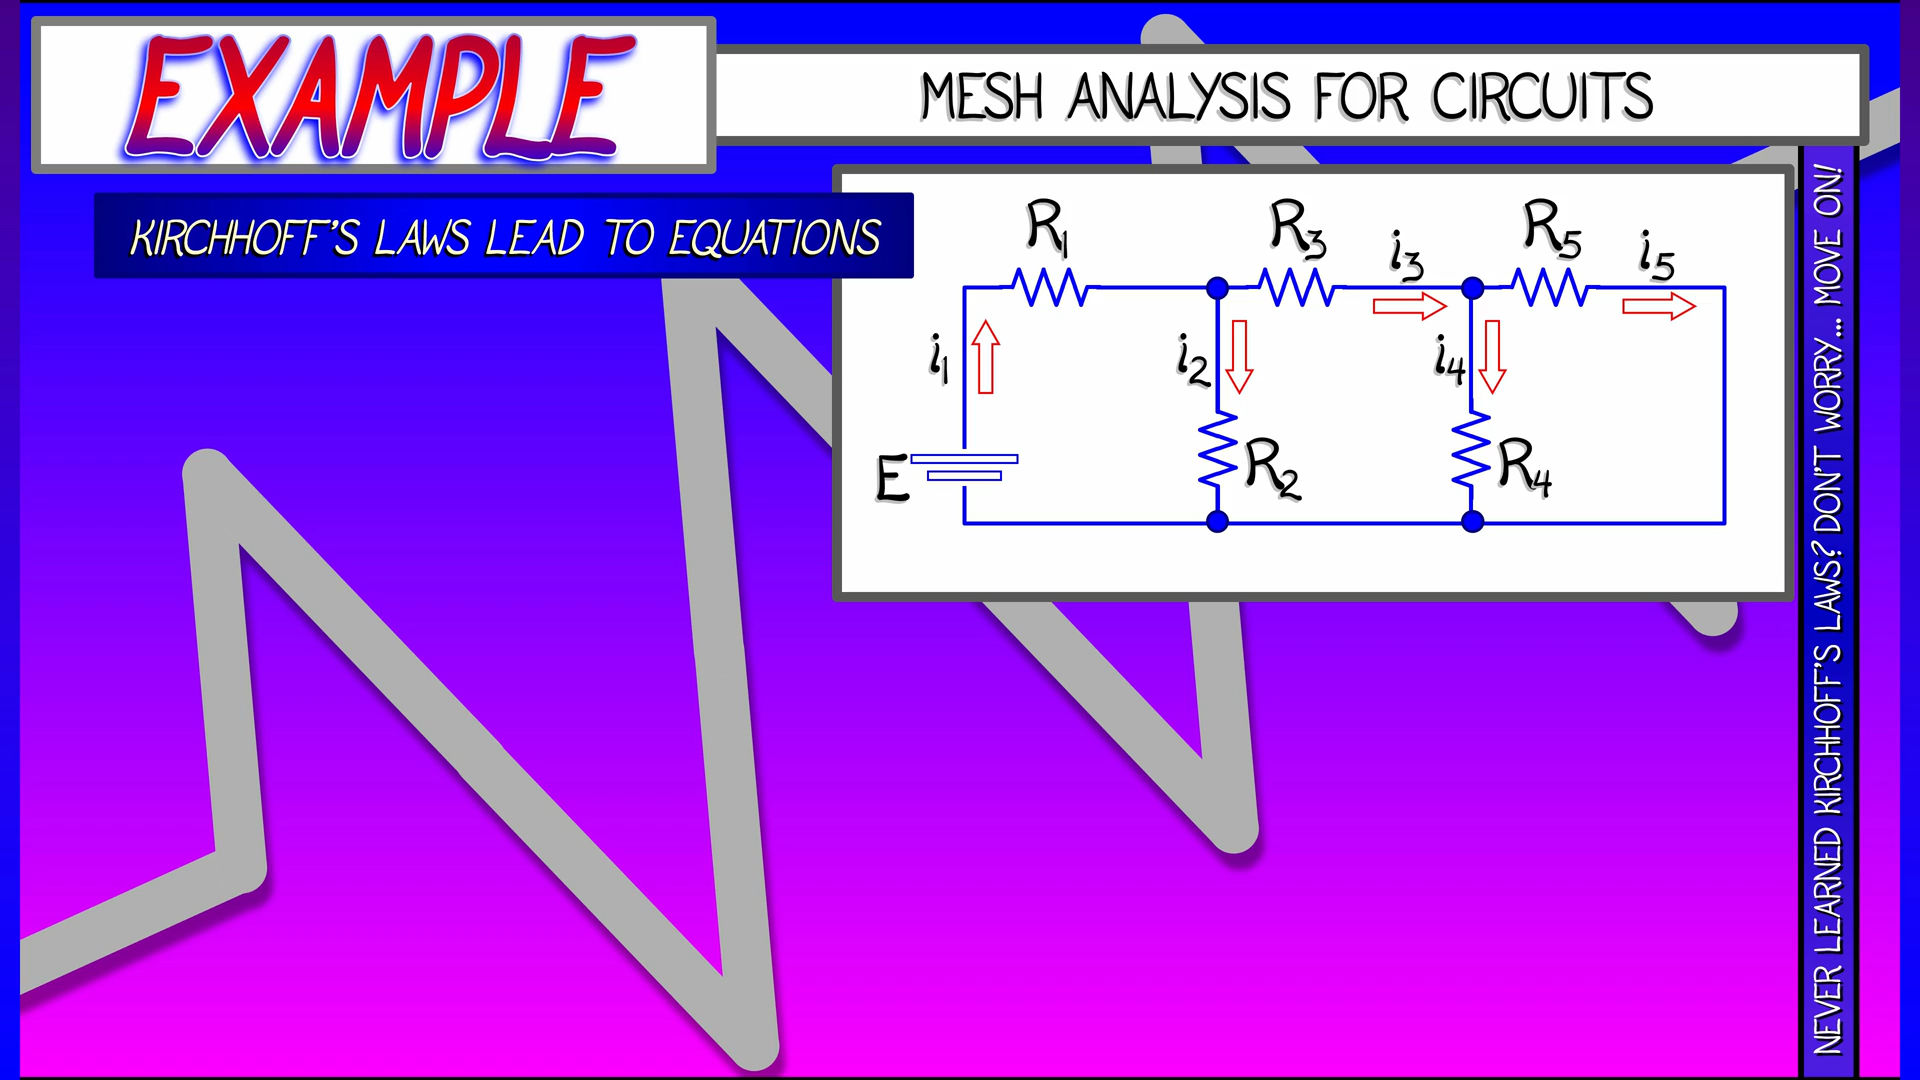 EXAMPLE
MESH ANALYSIS FOR CIRCUITS
KIRCHHOFF'S LAWS LEAD TO EQUATIONS
R1
R3
i3
R5
i5
i1
i2
i4
E
R2
R4
NEVER LEARNED KIRCHHOFF'S LAWS? DON'T WORRY... MOVE ON!